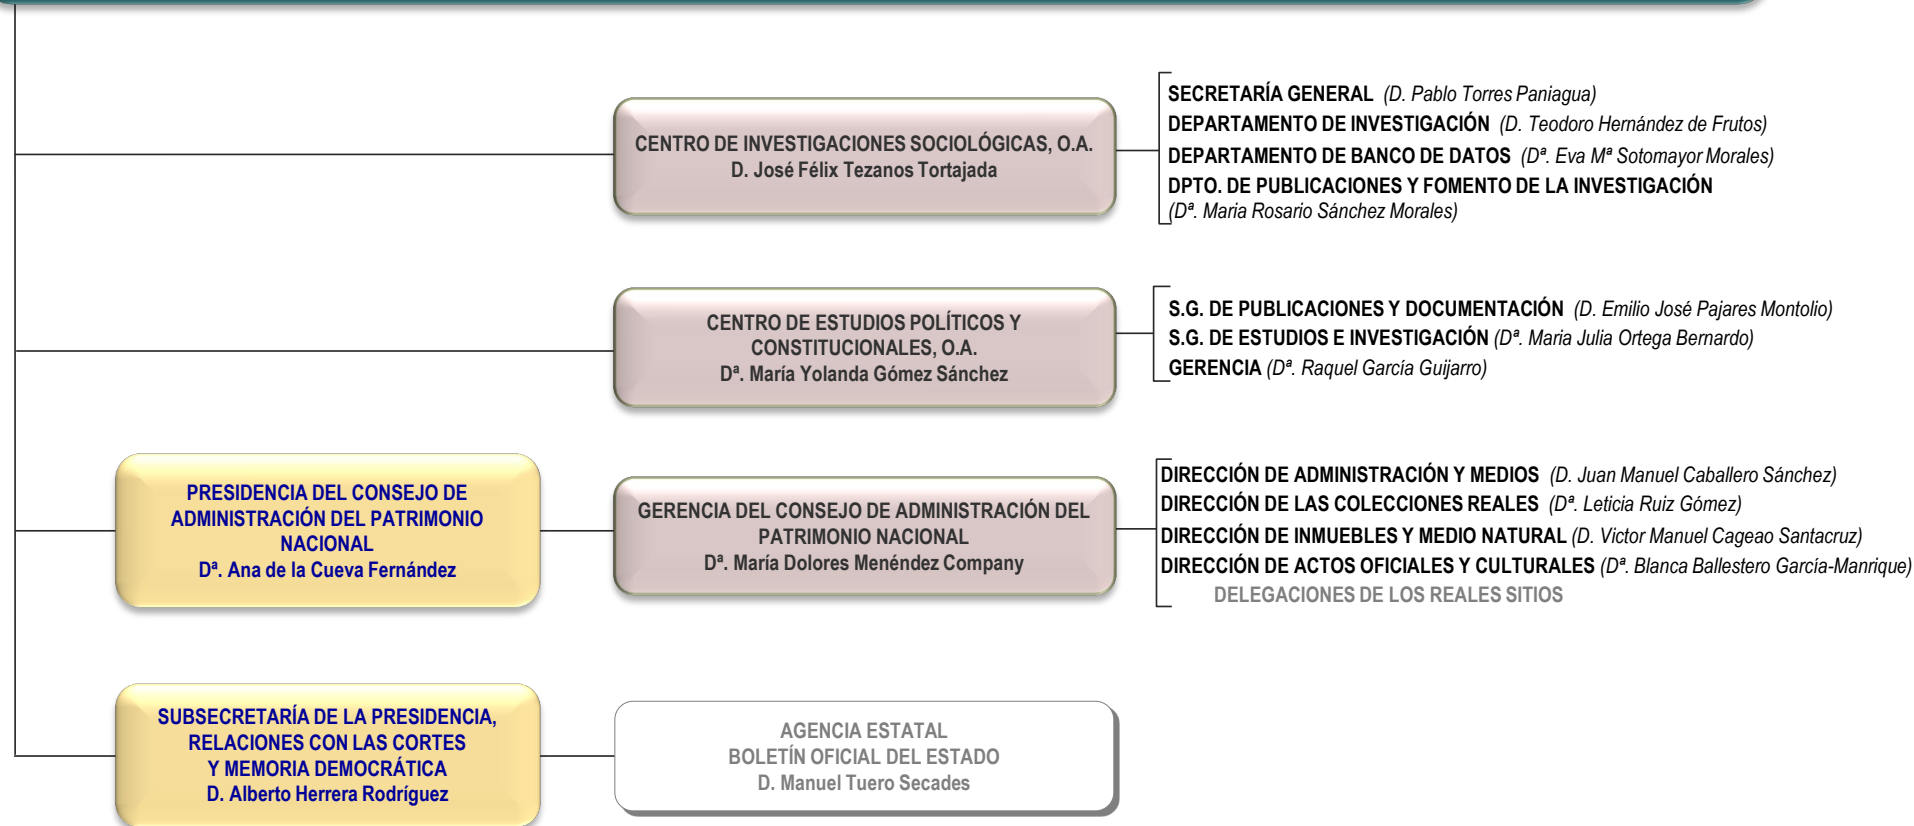 CENTRO DE INVESTIGACIONES SOCIOLÓGICAS, O.A.
D. José Félix Tezanos Tortajada
SECRETARÍA GENERAL (D. Pablo Torres Paniagua)
DEPARTAMENTO DE INVESTIGACIÓN (D. Teodoro Hernández de Frutos)
DEPARTAMENTO DE BANCO DE DATOS (Dª. Eva Mª Sotomayor Morales)
DPTO. DE PUBLICACIONES Y FOMENTO DE LA INVESTIGACIÓN
(Dª. Maria Rosario Sánchez Morales)
CENTRO DE ESTUDIOS POLÍTICOS Y
CONSTITUCIONALES, O.A.
Dª. María Yolanda Gómez Sánchez
S.G. DE PUBLICACIONES Y DOCUMENTACIÓN (D. Emilio José Pajares Montolio)
S.G. DE ESTUDIOS E INVESTIGACIÓN (Dª. Maria Julia Ortega Bernardo)
GERENCIA (Dª. Raquel García Guijarro)
PRESIDENCIA DEL CONSEJO DE
ADMINISTRACIÓN DEL PATRIMONIO
NACIONAL
Dª. Ana de la Cueva Fernández
GERENCIA DEL CONSEJO DE ADMINISTRACIÓN DEL
PATRIMONIO NACIONAL
Dª. María Dolores Menéndez Company
DIRECCIÓN DE ADMINISTRACIÓN Y MEDIOS (D. Juan Manuel Caballero Sánchez)
DIRECCIÓN DE LAS COLECCIONES REALES (Dª. Leticia Ruiz Gómez)
DIRECCIÓN DE INMUEBLES Y MEDIO NATURAL (D. Victor Manuel Cageao Santacruz)
DIRECCIÓN DE ACTOS OFICIALES Y CULTURALES (Dª. Blanca Ballestero García-Manrique)
DELEGACIONES DE LOS REALES SITIOS
SUBSECRETARÍA DE LA PRESIDENCIA,
RELACIONES CON LAS CORTES
Y MEMORIA DEMOCRÁTICA
D. Alberto Herrera Rodríguez
AGENCIA ESTATAL
BOLETÍN OFICIAL DEL ESTADO
D. Manuel Tuero Secades